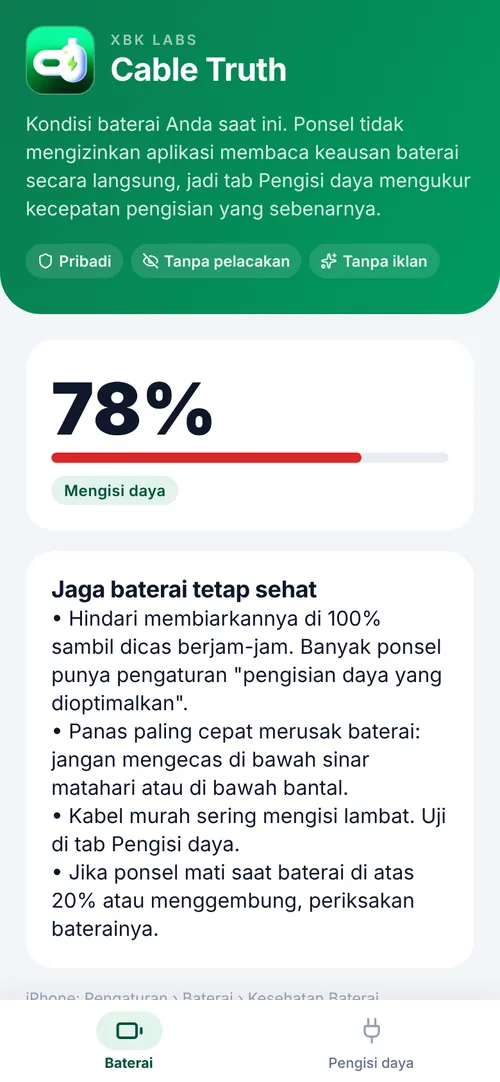 XBK LABS
Cable Truth
Kondisi baterai Anda saat ini. Ponsel tidak
mengizinkan aplikasi membaca keausan baterai
secara langsung, jadi tab Pengisi daya mengukur
kecepatan pengisian yang sebenarnya.
Pribadi
Tanpa pelacakan
Tanpa iklan
78%
Mengisi daya
Jaga baterai tetap sehat
• Hindari membiarkannya di 100%
sambil dicas berjam-jam. Banyak ponsel
punya pengaturan "pengisian daya yang
dioptimalkan".
• Panas paling cepat merusak baterai:
jangan mengecas di bawah sinar
matahari atau di bawah bantal.
• Kabel murah sering mengisi lambat. Uji
di tab Pengisi daya.
• Jika ponsel mati saat baterai di atas
20% atau menggembung, periksakan
baterainya.
iPhone: Pengaturan › Baterai › Kesehatan Baterai
Baterai
Pengisi daya